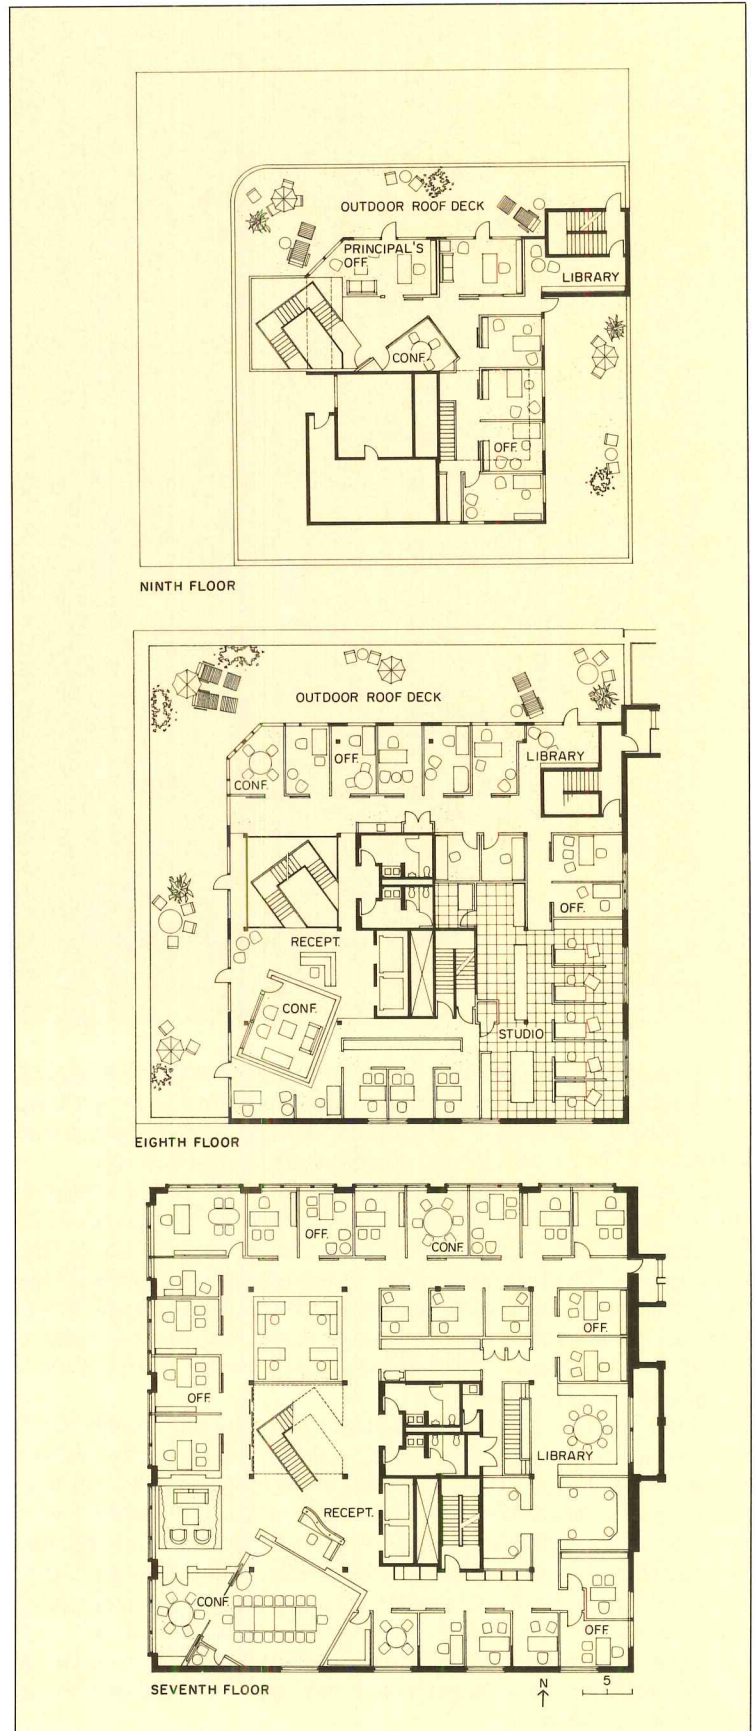 OUTDOOR ROOF DECK
PRINCIPAL'S
OFF.
LIBRARY
CONF.
OFF.
NINTH FLOOR
OUTDOOR ROOF DECK
OFF.
LIBRARY
CONF.
OFF.
RECEPT.
CONF.
STUDIO
EIGHTH FLOOR
OFF.
CONF.
OFF.
OFF.
LIBRARY
RECEPT.
CONF.
OFF.
SEVENTH FLOOR
N
5